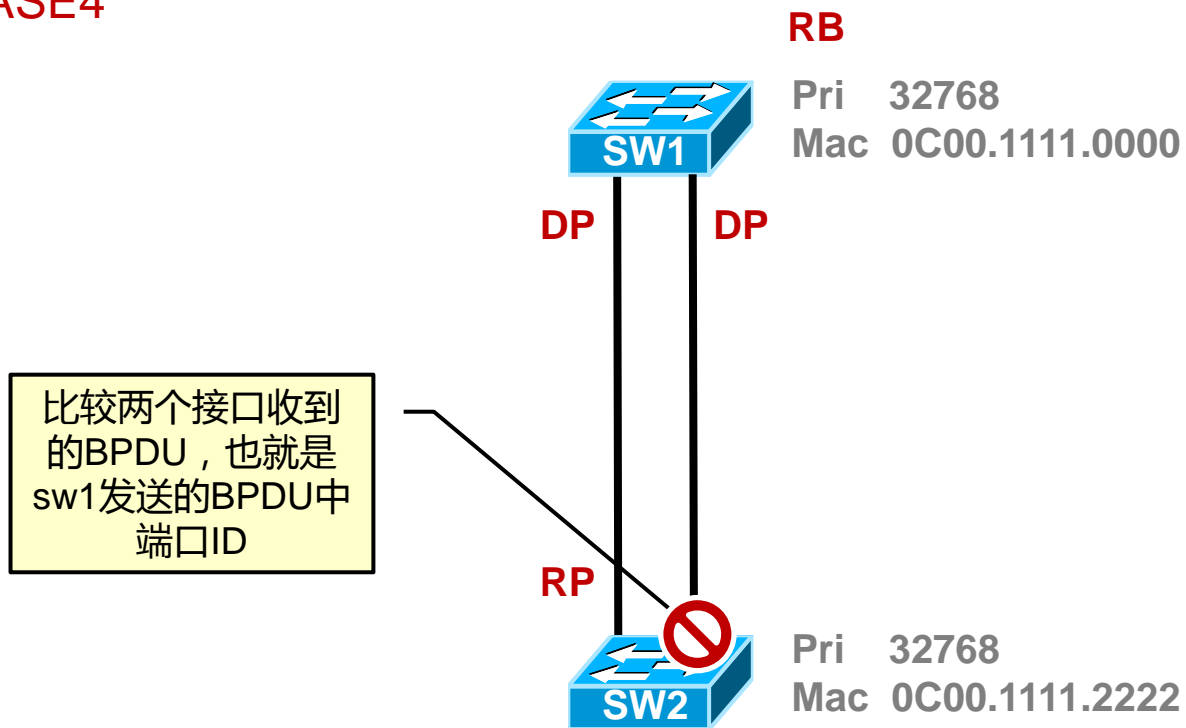 ASE4
RB
Pri 32768
Mac 0C00.1111.0000
SW1
DP DP
比较两个接口收到
的BPDU，也就是
sw1发送的BPDU中
端口ID
RP
Pri 32768
Mac 0C00.1111.2222
SW2